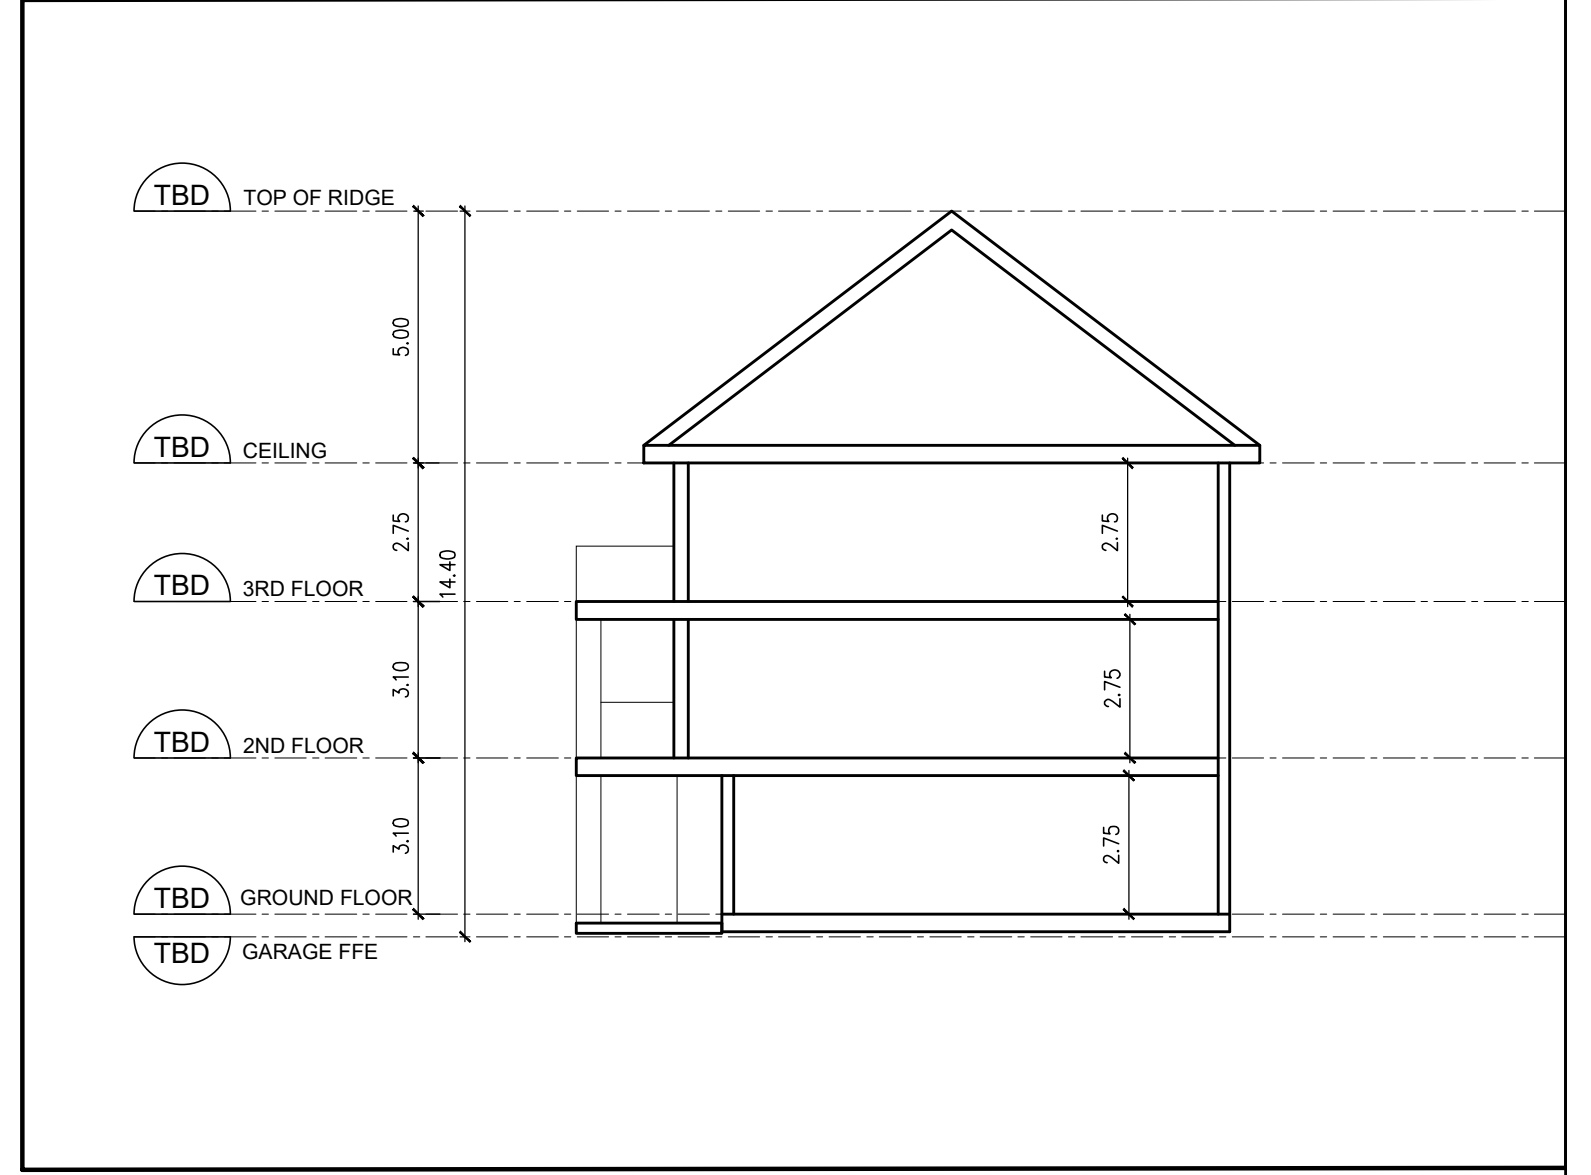 TBD TOP OF RIDGE
5.00
TBD CEILING
2.75
2.75
14.40
TBD 3RD FLOOR
3.10
2.75
TBD 2ND FLOOR
3.10
2.75
TBD GROUND FLOOR
TBD GARAGE FFE